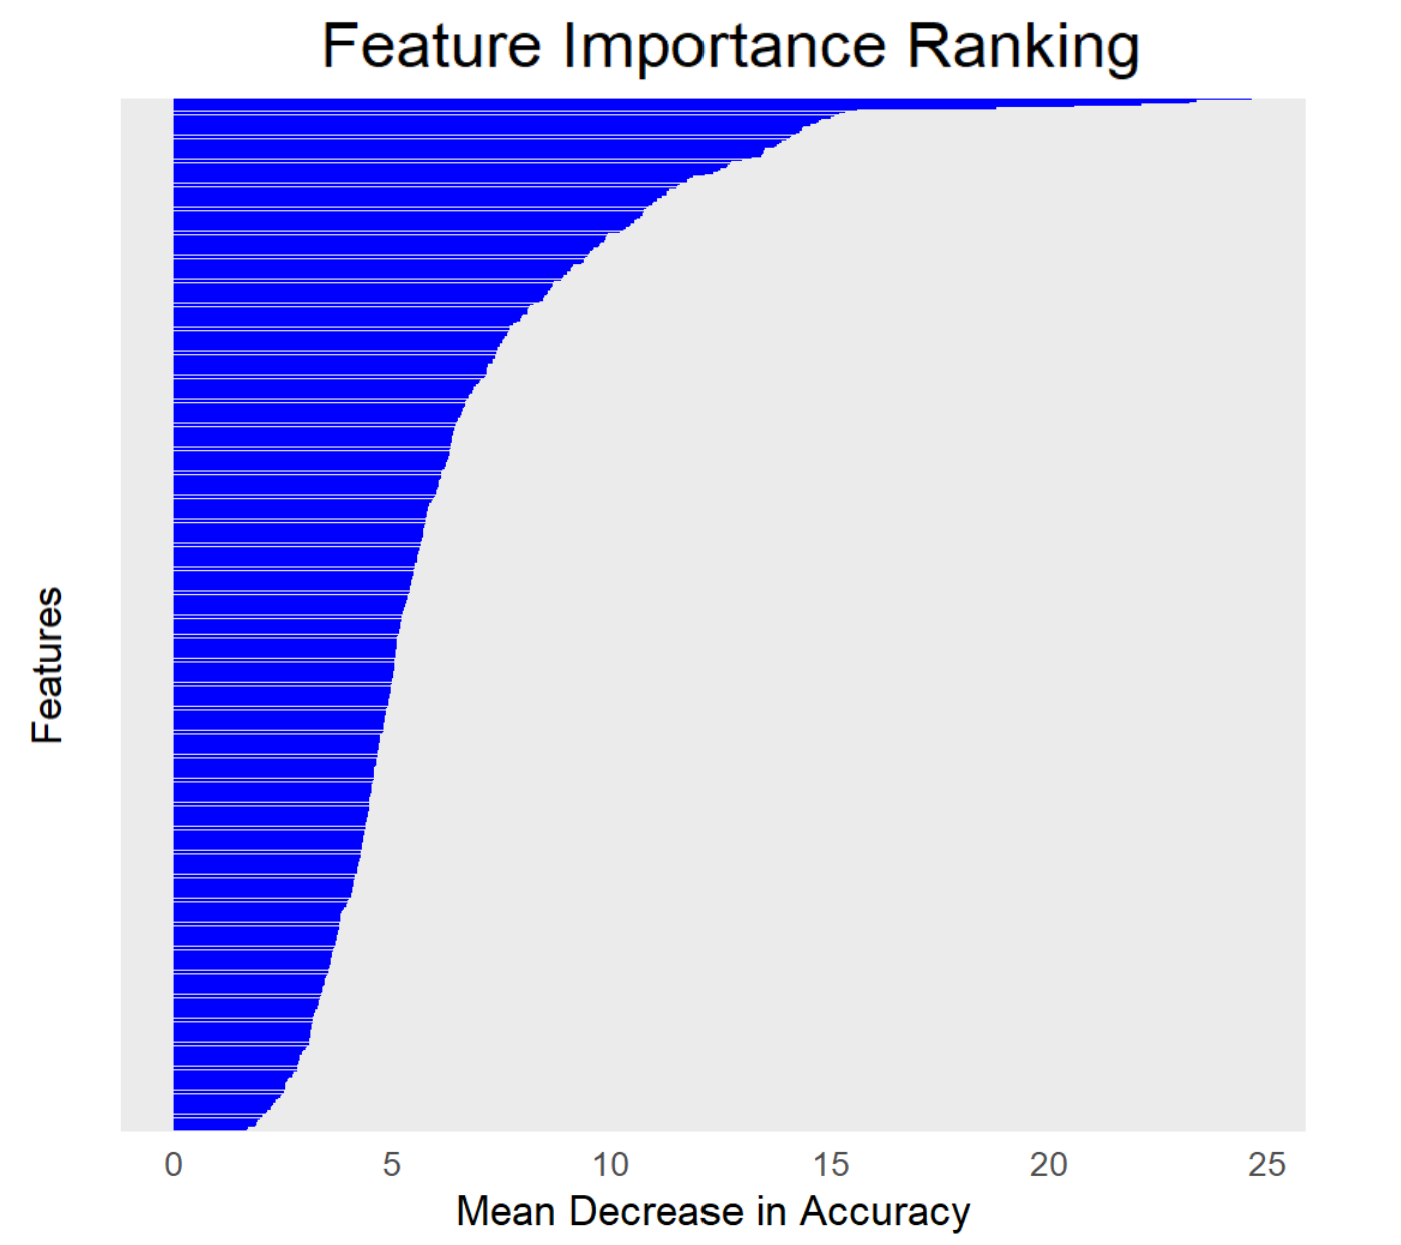 Feature Importance Ranking
Features
0 5 10 15 20 25
Mean Decrease in Accuracy